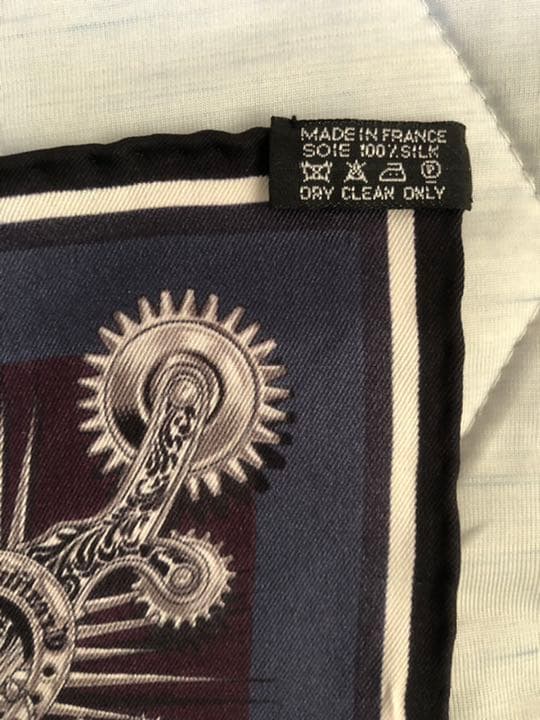 MADE IN FRANCE
SOIE 100% SILK
DRY CLEAN ONLY